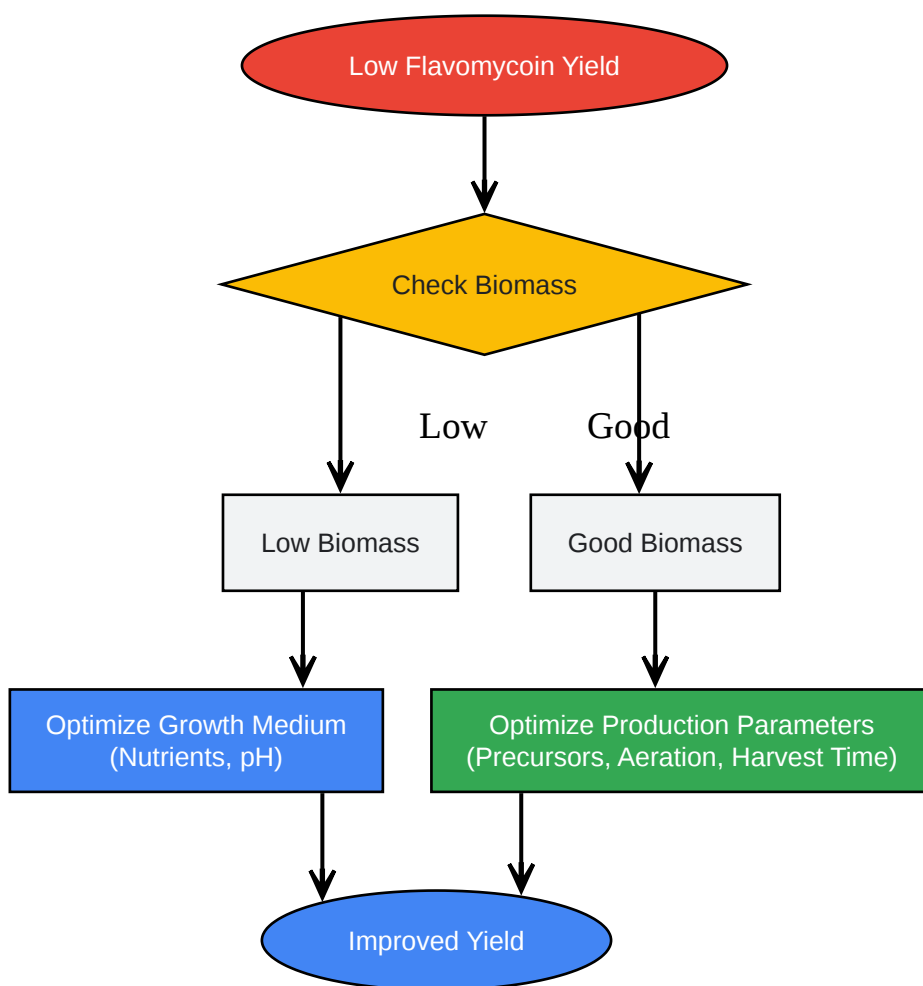 Low Flavomycoin Yield
Check Biomass
Low
Good
Low Biomass
Good Biomass
Optimize Growth Medium
(Nutrients, pH)
Optimize Production Parameters
(Precursors, Aeration, Harvest Time)
Improved Yield